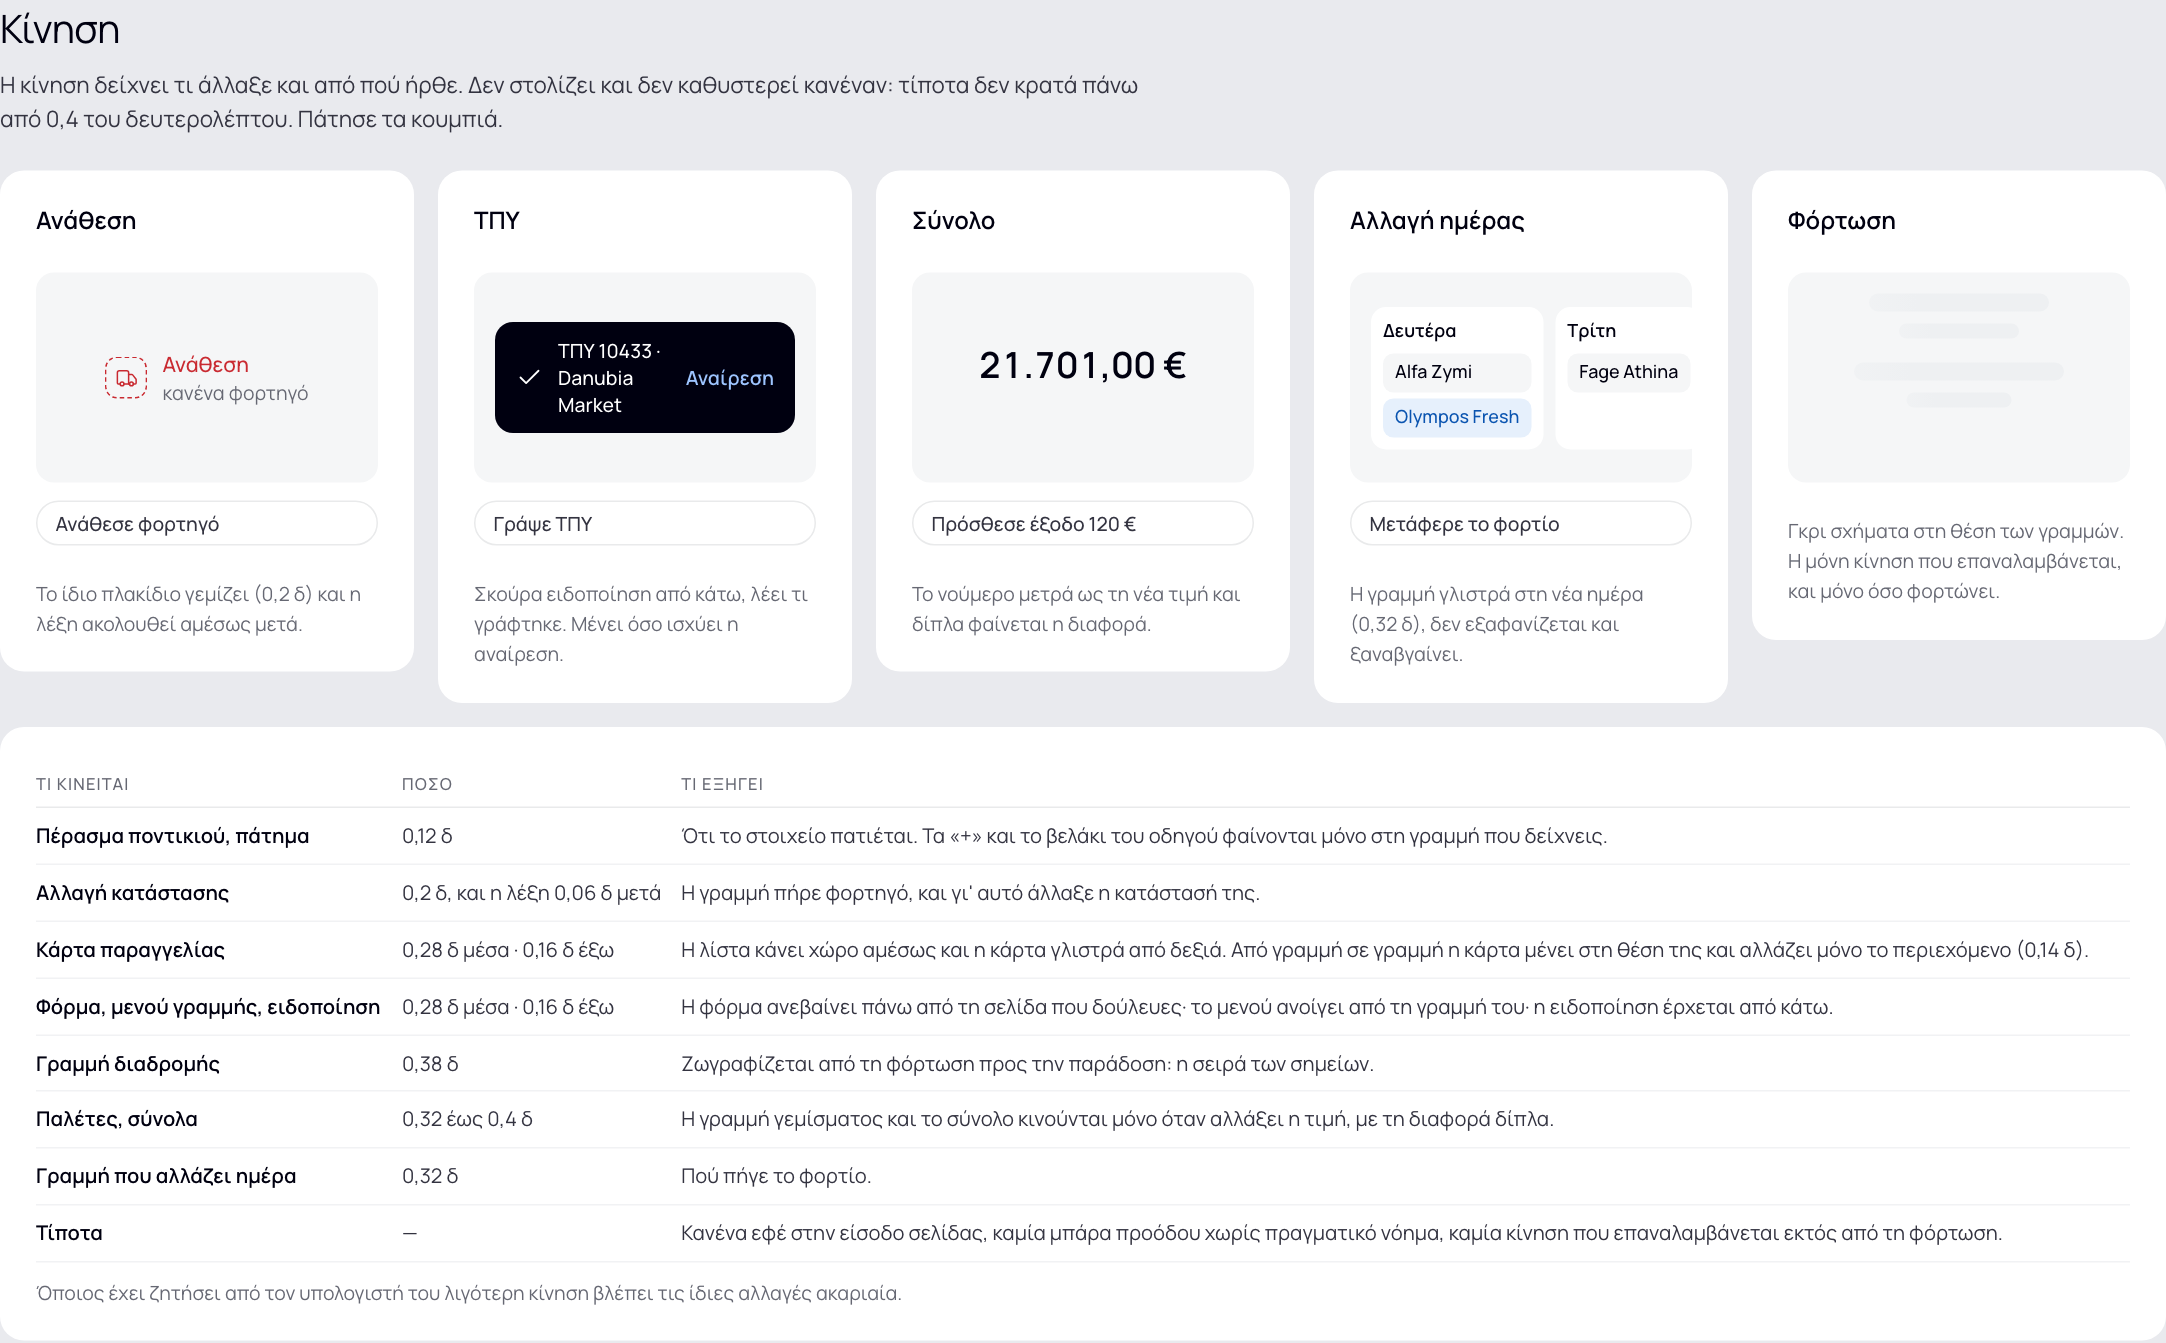 Κίνηση
Η κίνηση δείχνει τι άλλαξε και από πού ήρθε. Δεν στολίζει και δεν καθυστερεί κανέναν: τίποτα δεν κρατά πάνω
από 0,4 του δευτερολέπτου. Πάτησε τα κουμπιά.
Ανάθεση
Ανάθεση
κανένα φορτηγό
Ανάθεσε φορτηγό
Το ίδιο πλακίδιο γεμίζει (0,2 δ) και η
λέξη ακολουθεί αμέσως μετά.
ΤΠΥ
ΤΠΥ 10433 ·
Danubia
Market
Αναίρεση
Γράψε ΤΠΥ
Σκούρα ειδοποίηση από κάτω, λέει τι
γράφτηκε. Μένει όσο ισχύει η
αναίρεση.
Σύνολο
21.701,00 €
Πρόσθεσε έξοδο 120 €
Το νούμερο μετρά ως τη νέα τιμή και
δίπλα φαίνεται η διαφορά.
Αλλαγή ημέρας
Δευτέρα
Alfa Zymi
Olympos Fresh
Τρίτη
Fage Athina
Μετάφερε το φορτίο
Η γραμμή γλιστρά στη νέα ημέρα
(0,32 δ), δεν εξαφανίζεται και
ξαναβγαίνει.
Φόρτωση
Γκρι σχήματα στη θέση των γραμμών.
Η μόνη κίνηση που επαναλαμβάνεται,
και μόνο όσο φορτώνει.
ΤΙ ΚΙΝΕΙΤΑΙ ΠΟΣΟ ΤΙ ΕΞΗΓΕΙ
Πέρασμα ποντικιού, πάτημα 0,12 δ Ότι το στοιχείο πατιέται. Τα «+» και το βελάκι του οδηγού φαίνονται μόνο στη γραμμή που δείχνεις.
Αλλαγή κατάστασης 0,2 δ, και η λέξη 0,06 δ μετά Η γραμμή πήρε φορτηγό, και γι' αυτό άλλαξε η κατάστασή της.
Κάρτα παραγγελίας 0,28 δ μέσα · 0,16 δ έξω Η λίστα κάνει χώρο αμέσως και η κάρτα γλιστρά από δεξιά. Από γραμμή σε γραμμή η κάρτα μένει στη θέση της και αλλάζει μόνο το περιεχόμενο (0,14 δ).
Φόρμα, μενού γραμμής, ειδοποίηση 0,28 δ μέσα · 0,16 δ έξω Η φόρμα ανεβαίνει πάνω από τη σελίδα που δούλευες· το μενού ανοίγει από τη γραμμή του· η ειδοποίηση έρχεται από κάτω.
Γραμμή διαδρομής 0,38 δ Ζωγραφίζεται από τη φόρτωση προς την παράδοση: η σειρά των σημείων.
Παλέτες, σύνολα 0,32 έως 0,4 δ Η γραμμή γεμίσματος και το σύνολο κινούνται μόνο όταν αλλάξει η τιμή, με τη διαφορά δίπλα.
Γραμμή που αλλάζει ημέρα 0,32 δ Πού πήγε το φορτίο.
Τίποτα — Κανένα εφέ στην είσοδο σελίδας, καμία μπάρα προόδου χωρίς πραγματικό νόημα, καμία κίνηση που επαναλαμβάνεται εκτός από τη φόρτωση.
Όποιος έχει ζητήσει από τον υπολογιστή του λιγότερη κίνηση βλέπει τις ίδιες αλλαγές ακαριαία.